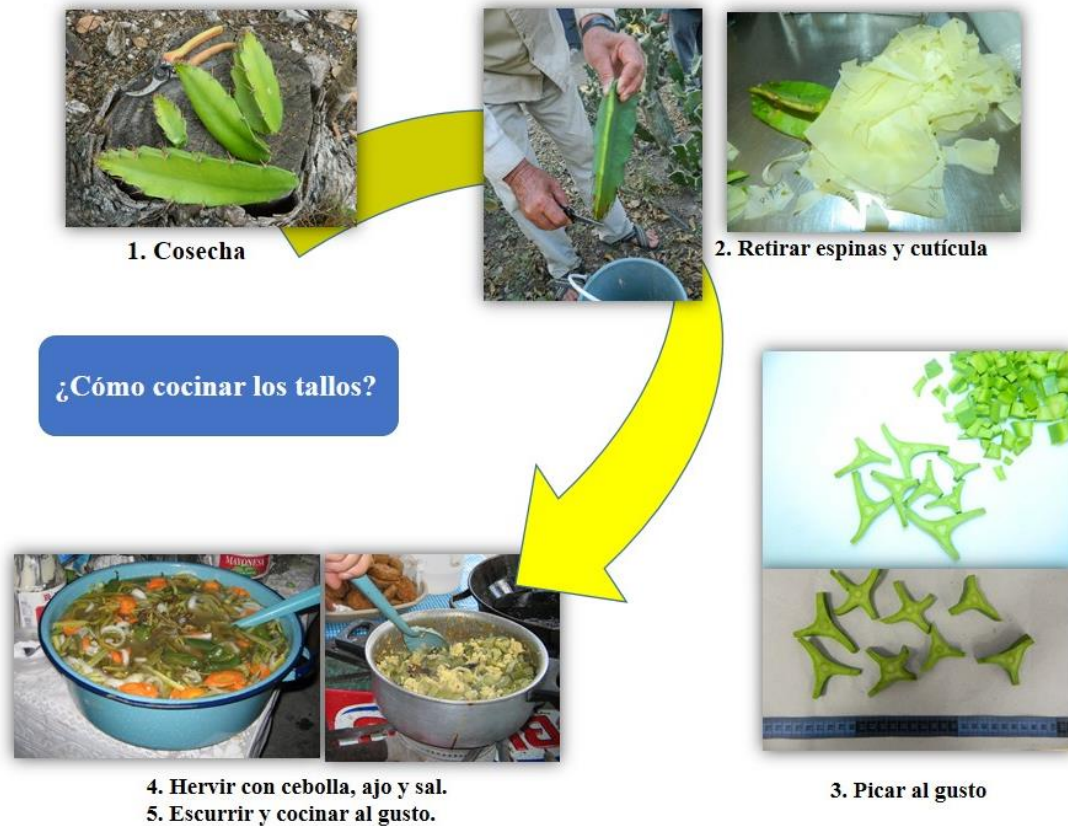 1. Cosecha
2. Retirar espinas y cutícula
¿Cómo cocinar los tallos?
MAYONESA
3. Picar al gusto
4. Hervir con cebolla, ajo y sal.
5. Escurrir y cocinar al gusto.